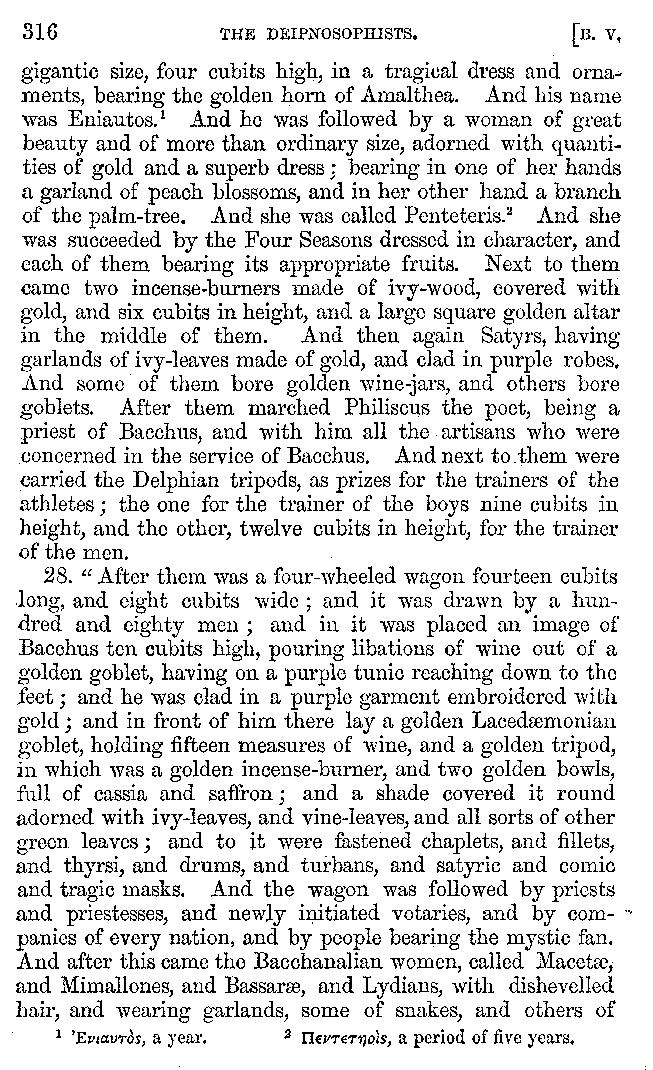 316 THE DEIPNOSOPHISTS. [B. V.
gigantic size, four cubits high, in a tragical dress and orna-
ments, bearing the golden horn of Amalthea. And his name
was Eniautos.¹ And he was followed by a woman of great
beauty and of more than ordinary size, adorned with quanti-
ties of gold and a superb dress; bearing in one of her hands
a garland of peach blossoms, and in her other hand a branch
of the palm-tree. And she was called Penteteris.² And she
was succeeded by the Four Seasons dressed in character, and
each of them bearing its appropriate fruits. Next to them
came two incense-burners made of ivy-wood, covered with
gold, and six cubits in height, and a large square golden altar
in the middle of them. And then again Satyrs, having
garlands of ivy-leaves made of gold, and clad in purple robes.
And some of them bore golden wine-jars, and others bore
goblets. After them marched Philiscus the poet, being a
priest of Bacchus, and with him all the artisans who were
concerned in the service of Bacchus. And next to them were
carried the Delphian tripods, as prizes for the trainers of the
athletes; the one for the trainer of the boys nine cubits in
height, and the other, twelve cubits in height, for the trainer
of the men.
28. “After them was a four-wheeled wagon fourteen cubits
long, and eight cubits wide; and it was drawn by a hun-
dred and eighty men; and in it was placed an image of
Bacchus ten cubits high, pouring libations of wine out of a
golden goblet, having on a purple tunic reaching down to the
feet; and he was clad in a purple garment embroidered with
gold; and in front of him there lay a golden Lacedæmonian
goblet, holding fifteen measures of wine, and a golden tripod,
in which was a golden incense-burner, and two golden bowls,
full of cassia and saffron; and a shade covered it round
adorned with ivy-leaves, and vine-leaves, and all sorts of other
green leaves; and to it were fastened chaplets, and fillets,
and thyrsi, and drums, and turbans, and satyric and comic
and tragic masks. And the wagon was followed by priests
and priestesses, and newly initiated votaries, and by com-
panies of every nation, and by people bearing the mystic fan.
And after this came the Bacchanalian women, called Macetæ,
and Mimallones, and Bassaræ, and Lydians, with dishevelled
hair, and wearing garlands, some of snakes, and others of
¹ Ἐνιαυτὸς, a year. ² Πεντετηρὶς, a period of five years.